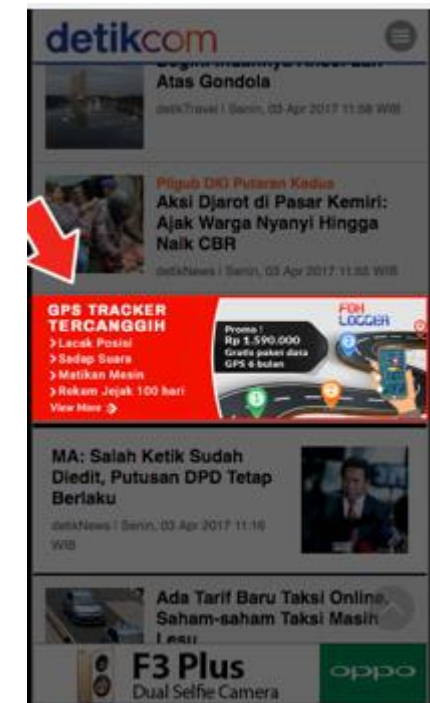 detikcom
Atas Gondola
detikTravel | Senin, 03 Apr 2017 11:58 WIB
Pilgub DKI Putaran Kedua
Aksi Djarot di Pasar Kemiri:
Ajak Warga Nyanyi Hingga
Naik CBR
detikNews | Senin, 03 Apr 2017 11:55 WIB
GPS TRACKER
TERCANGGIH
Lacak Posisi
Sadap Suara
Matikan Mesin
Rekam Jejak 100 hari
View More
Promo !
Rp 1.590.000
Gratis paket data
GPS 6 bulan
FOH
LOGGER
MA: Salah Ketik Sudah
Diedit, Putusan DPD Tetap
Berlaku
detikNews | Senin, 03 Apr 2017 11:16
WIB
Ada Tarif Baru Taksi Online,
Saham-saham Taksi Masih
Lesu
F3 Plus
Dual Selfie Camera
oppo